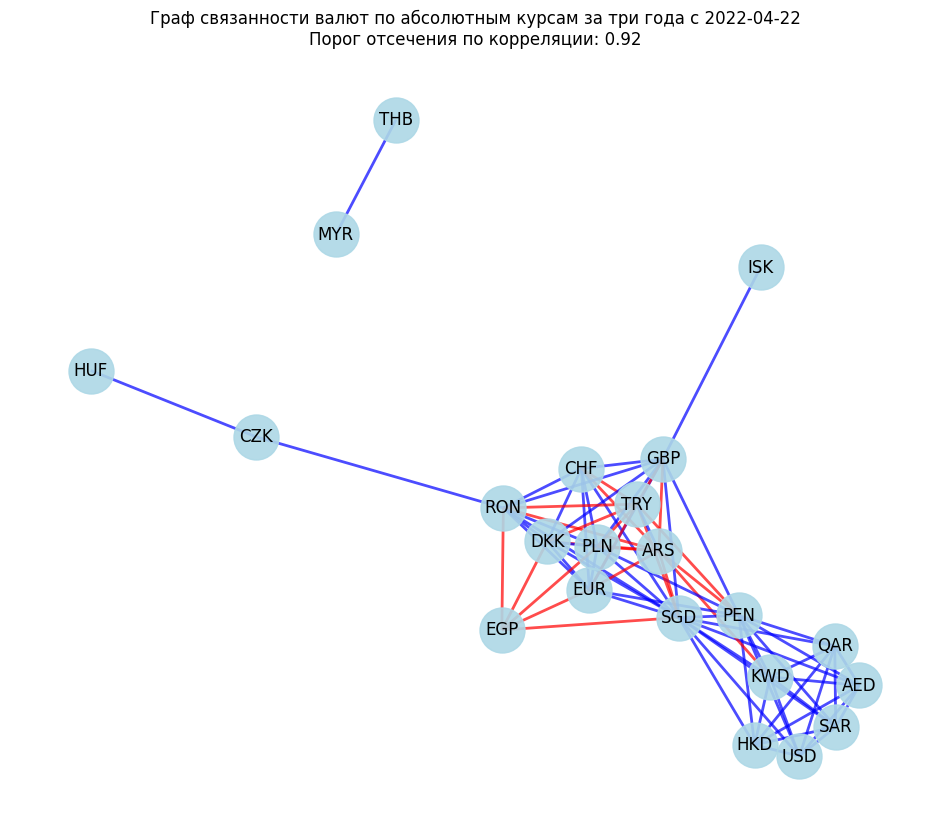 Граф связанности валют по абсолютным курсам за три года с 2022-04-22
Порог отсечения по корреляции: 0.92
THB
MYR
ISK
HUF
CZK
GBP
CHF
TRY
RON
DKK
PLN
ARS
EUR
PEN
SGD
EGP
QAR
KWD
AED
SAR
HKD
USD